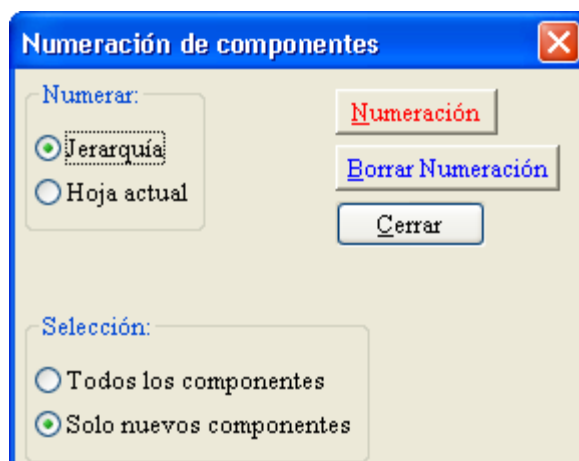 Numeración de componentes
Numerar:
Jerarquía
Hoja actual
Numeración
Borrar Numeración
Cerrar
Selección:
Todos los componentes
Solo nuevos componentes